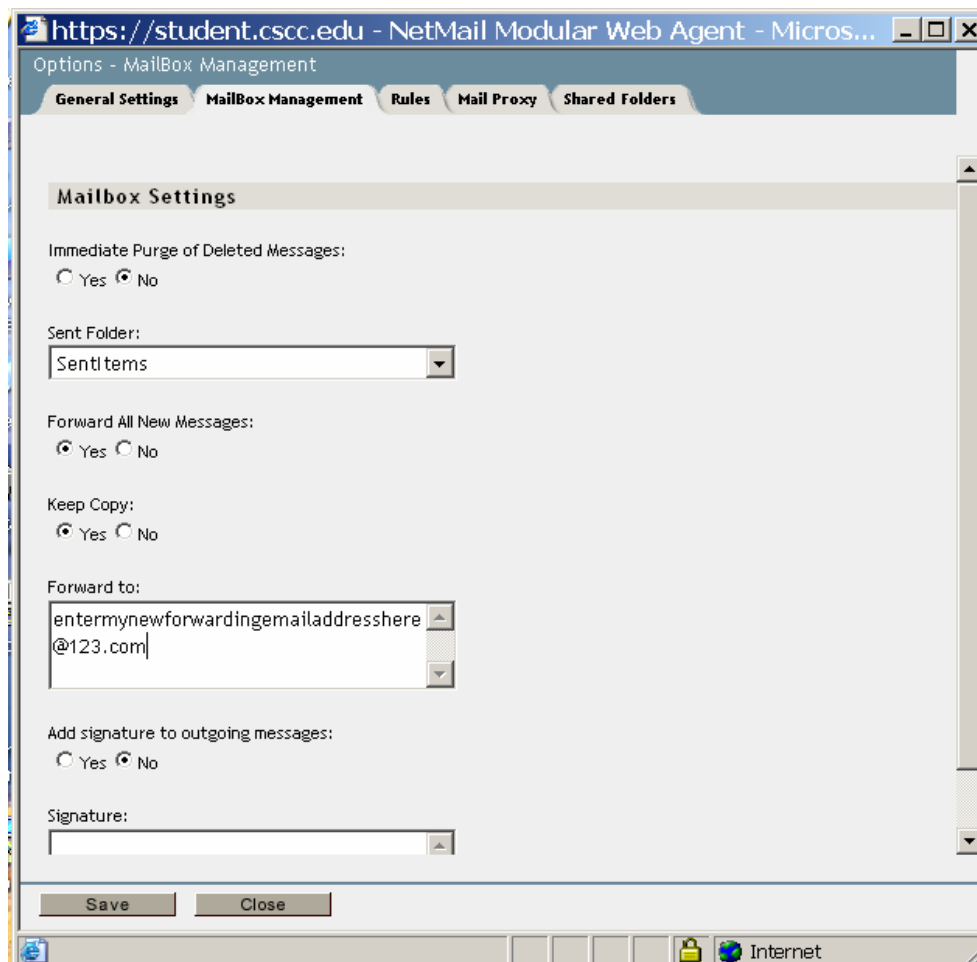 https://student.cscc.edu - NetMail Modular Web Agent - Micros...
Options - MailBox Management
General Settings MailBox Management Rules Mail Proxy Shared Folders
Mailbox Settings
Immediate Purge of Deleted Messages:
Yes No
Sent Folder:
SentItems
Forward All New Messages:
Yes No
Keep Copy:
Yes No
Forward to:
entermynewforwardingemailaddresshere
@123.com
Add signature to outgoing messages:
Yes No
Signature:
Save Close
Internet